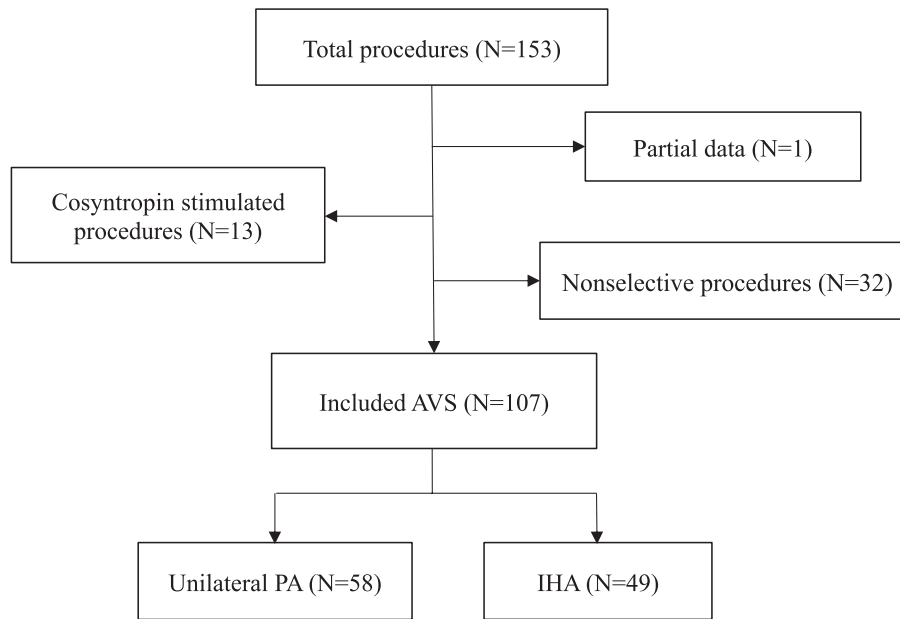 Total procedures (N=153)
Partial data (N=1)
Cosyntropin stimulated
procedures (N=13)
Nonselective procedures (N=32)
Included AVS (N=107)
Unilateral PA (N=58)
IHA (N=49)